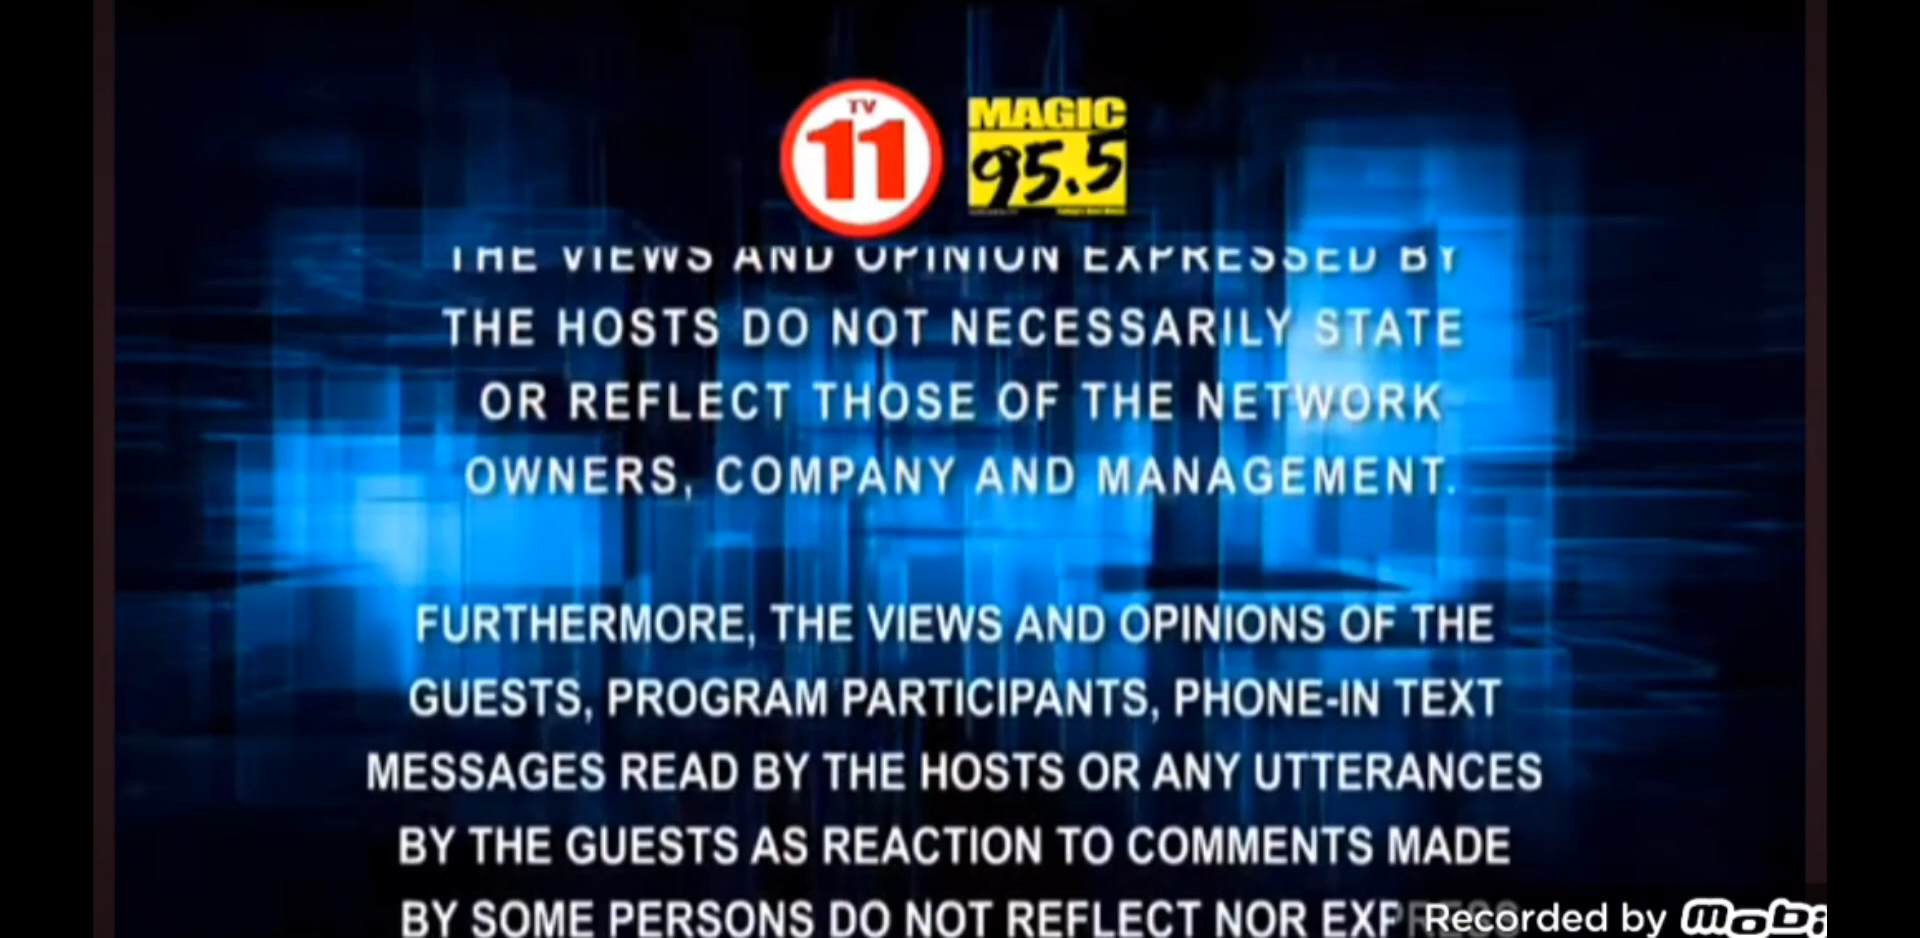 TV
11
MAGIC
95.5
THE VIEWS AND OPINION EXPRESSED BY
THE HOSTS DO NOT NECESSARILY STATE
OR REFLECT THOSE OF THE NETWORK
OWNERS, COMPANY AND MANAGEMENT.
FURTHERMORE, THE VIEWS AND OPINIONS OF THE
GUESTS, PROGRAM PARTICIPANTS, PHONE-IN TEXT
MESSAGES READ BY THE HOSTS OR ANY UTTERANCES
BY THE GUESTS AS REACTION TO COMMENTS MADE
BY SOME PERSONS DO NOT REFLECT NOR EXPRESS
Recorded by mobi